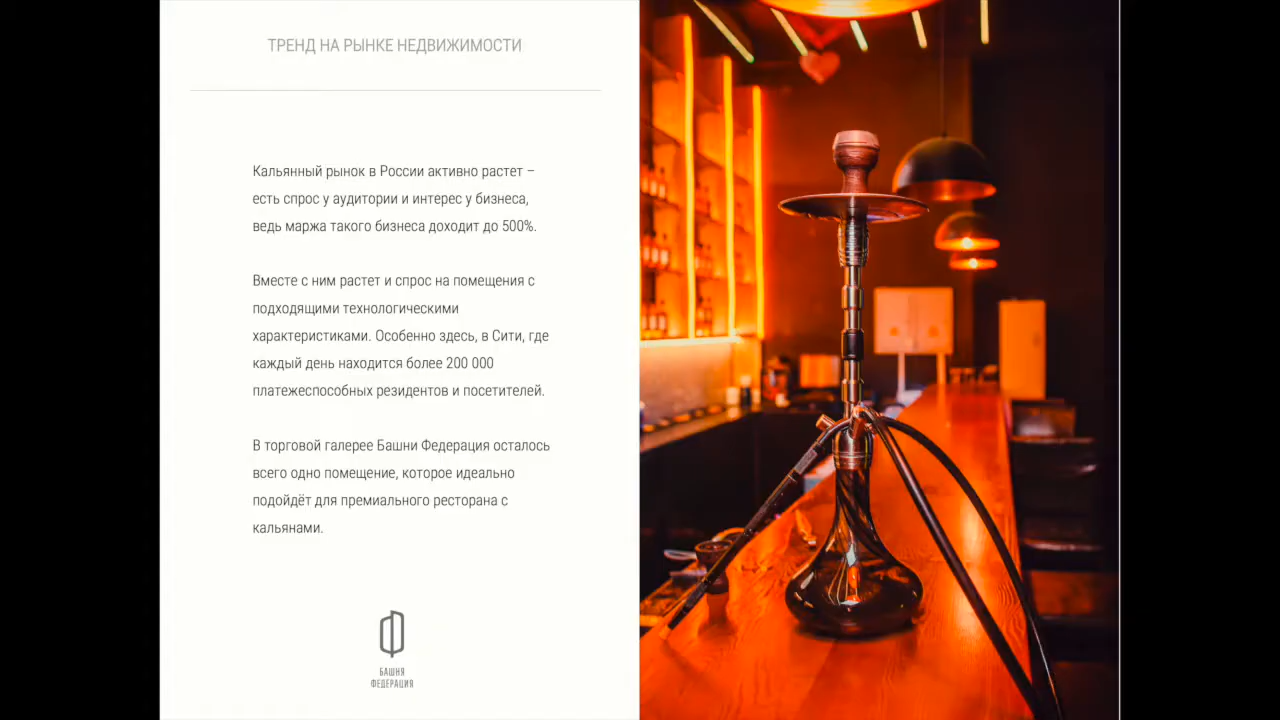 ТРЕНД НА РЫНКЕ НЕДВИЖИМОСТИ
Кальянный рынок в России активно растет –
есть спрос у аудитории и интерес у бизнеса,
ведь маржа такого бизнеса доходит до 500%.
Вместе с ним растет и спрос на помещения с
подходящими технологическими
характеристиками. Особенно здесь, в Сити, где
каждый день находится более 200 000
платежеспособных резидентов и посетителей.
В торговой галерее Башни Федерация осталось
всего одно помещение, которое идеально
подойдёт для премиального ресторана с
кальянами.
БАШНЯ
ФЕДЕРАЦИЯ